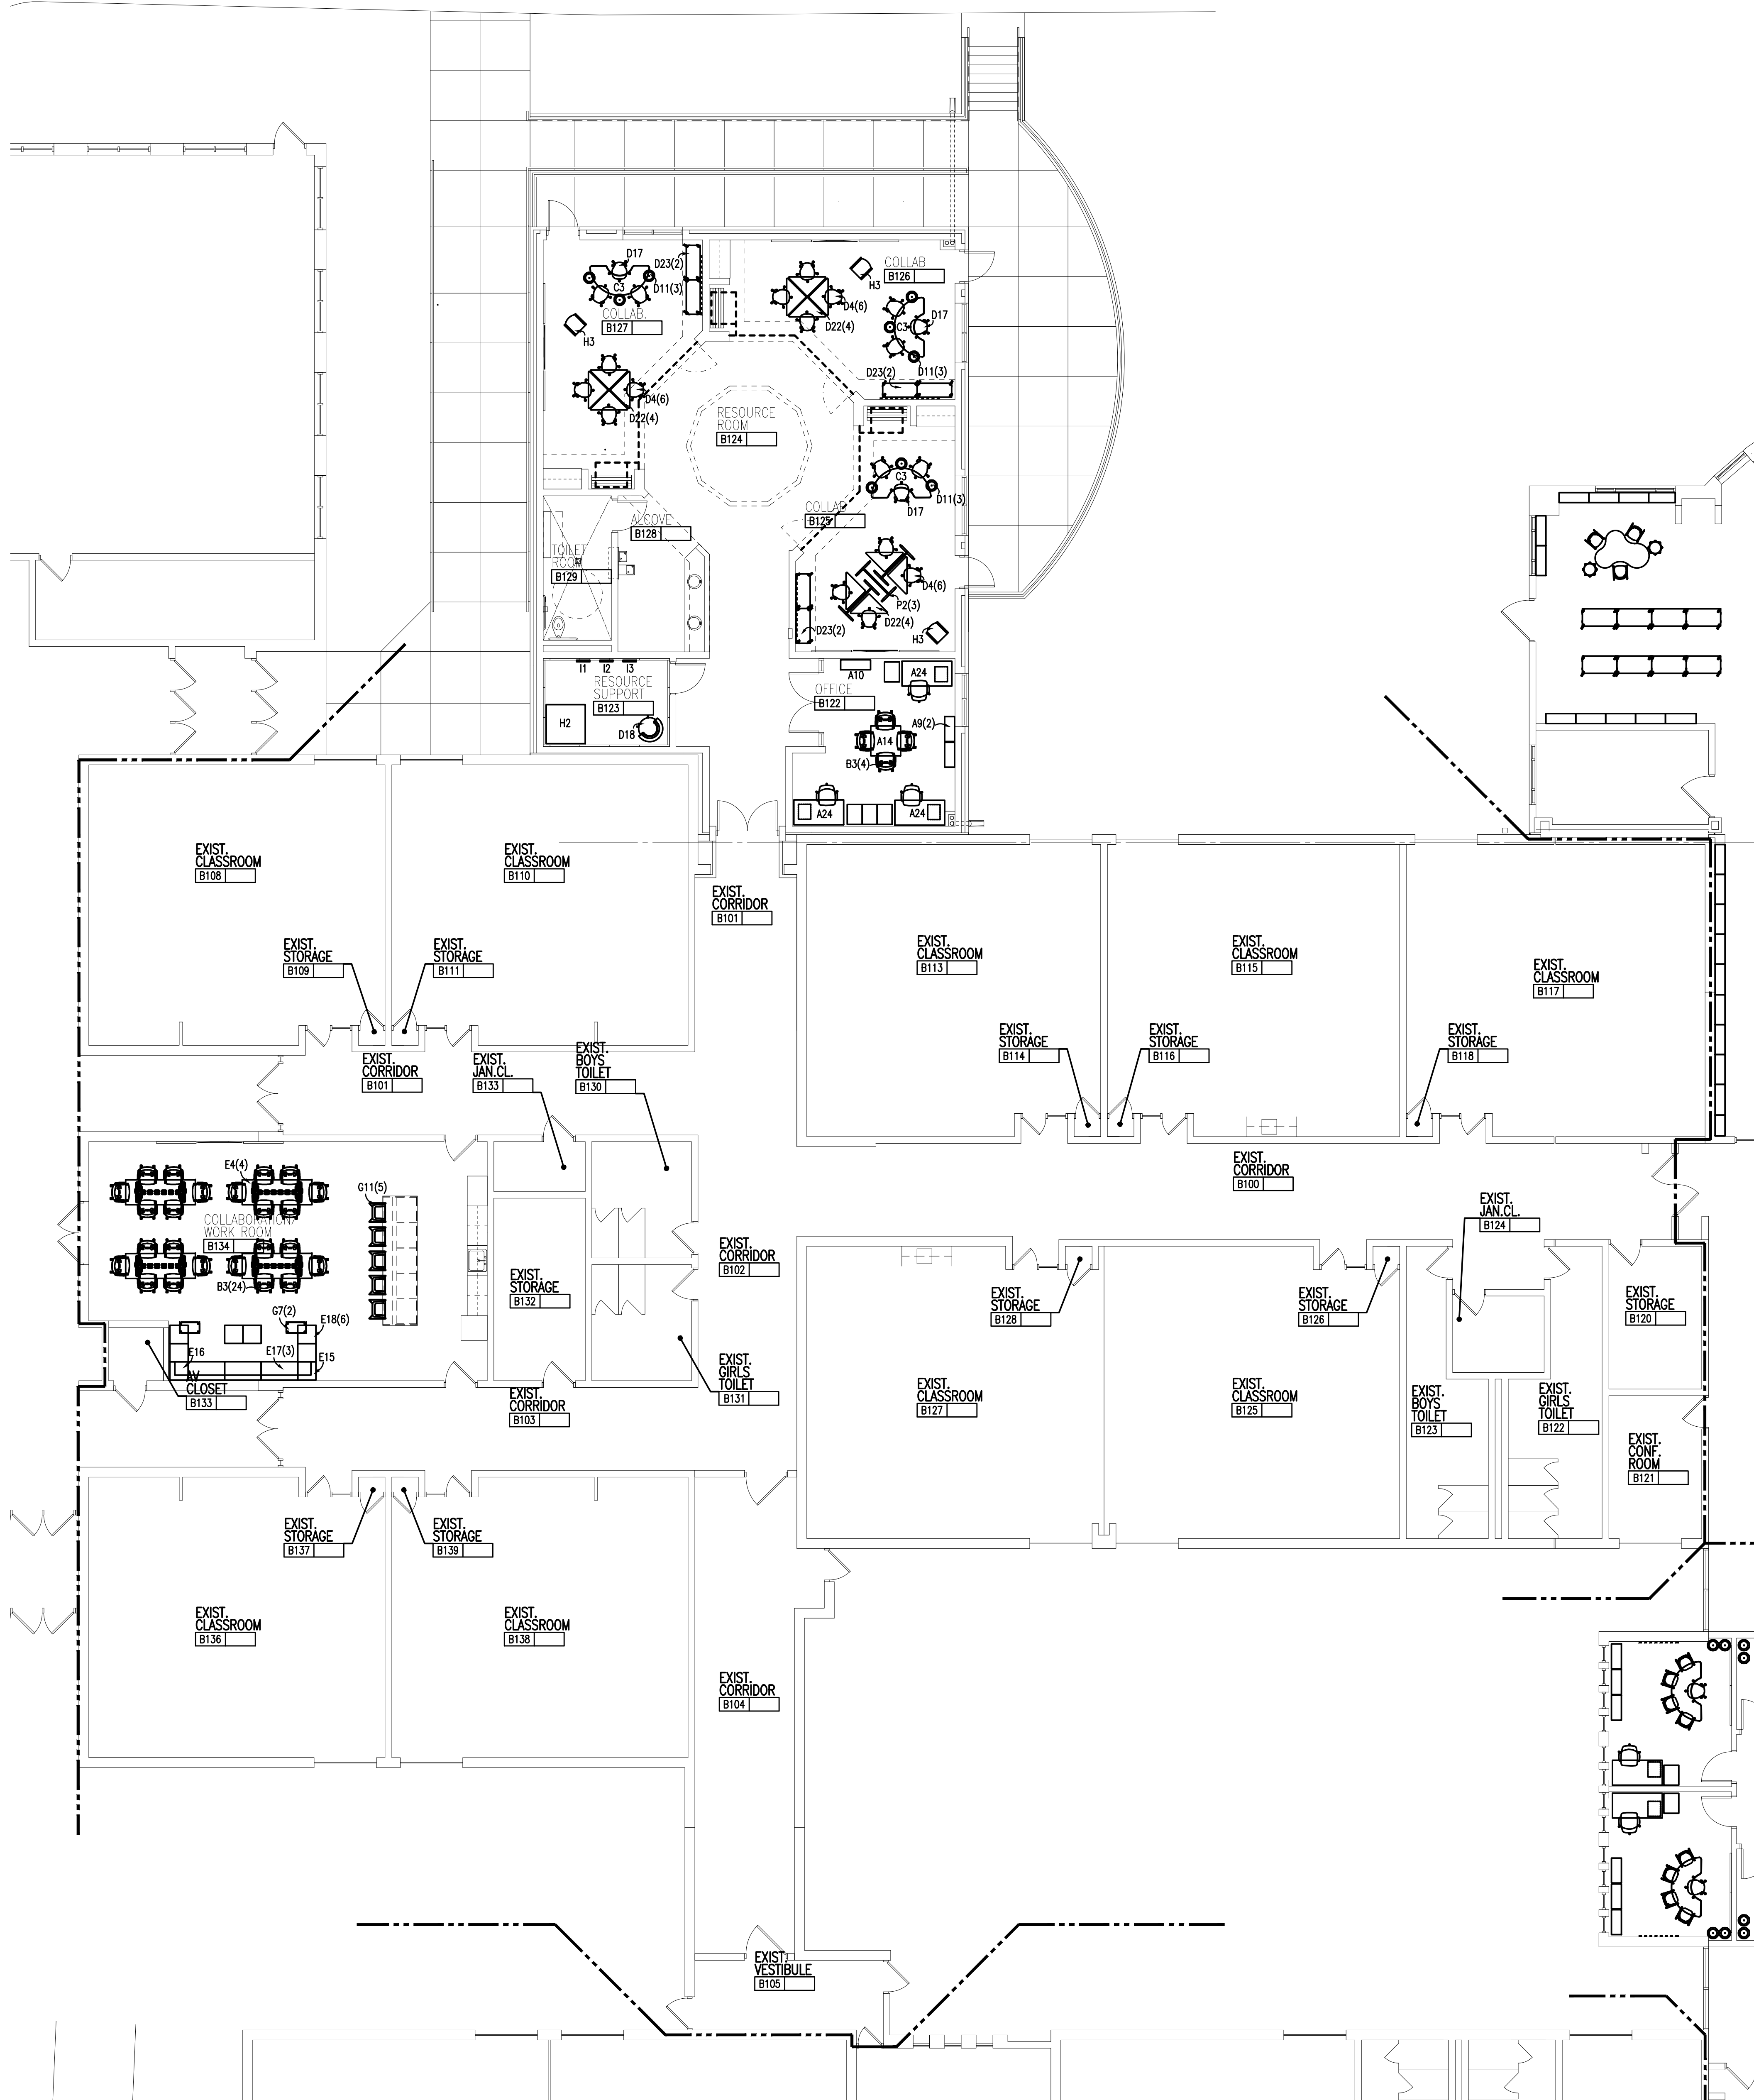 D17
D23(2)
C3
D11(3)
COLLAB.
B127
H3
D4(6)
D22(4)
COLLAB
B126
H3
D4(6)
D22(4)
D17
C3
D11(3)
D23(2)
RESOURCE
ROOM
B124
C3
D11(3)
D17
COLLAB
B125
D4(6)
P2(3)
D22(4)
D23(2)
H3
ALCOVE
B128
TOILET
ROOM
B129
I1
I2
I3
RESOURCE
SUPPORT
B123
H2
D18
OFFICE
B122
A10
A24
A9(2)
A14
B3(4)
A24
A24
EXIST.
CLASSROOM
B108
EXIST.
CLASSROOM
B110
EXIST.
CORRIDOR
B101
EXIST.
STORAGE
B109
EXIST.
STORAGE
B111
EXIST.
CLASSROOM
B113
EXIST.
CLASSROOM
B115
EXIST.
CLASSROOM
B117
EXIST.
STORAGE
B114
EXIST.
STORAGE
B116
EXIST.
STORAGE
B118
EXIST.
CORRIDOR
B101
EXIST.
JAN.CL.
B133
EXIST.
BOYS
TOILET
B130
E4(4)
G11(5)
COLLABORATION/
WORK ROOM
B134
B3(24)
G7(2)
E18(6)
E16
E17(3)
E15
AV
CLOSET
B133
EXIST.
STORAGE
B132
EXIST.
CORRIDOR
B102
EXIST.
GIRLS
TOILET
B131
EXIST.
CORRIDOR
B103
EXIST.
CORRIDOR
B100
EXIST.
JAN.CL.
B124
EXIST.
STORAGE
B128
EXIST.
STORAGE
B126
EXIST.
STORAGE
B120
EXIST.
CLASSROOM
B127
EXIST.
CLASSROOM
B125
EXIST.
BOYS
TOILET
B123
EXIST.
GIRLS
TOILET
B122
EXIST.
CONF.
ROOM
B121
EXIST.
STORAGE
B137
EXIST.
STORAGE
B139
EXIST.
CLASSROOM
B136
EXIST.
CLASSROOM
B138
EXIST.
CORRIDOR
B104
EXIST.
VESTIBULE
B105